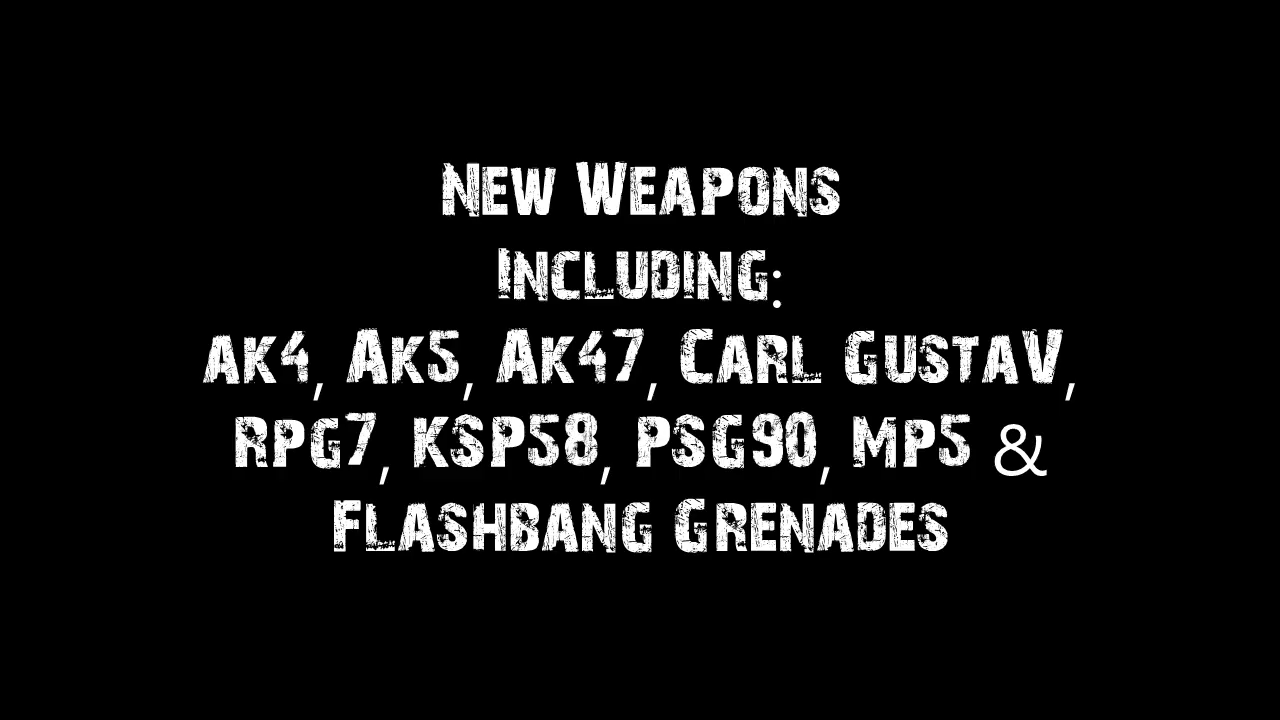 New Weapons
Including:
AK4, AK5, AK47, Carl GustaV,
RPG7, KSP58, PSG90, MP5 &
Flashbang Grenades